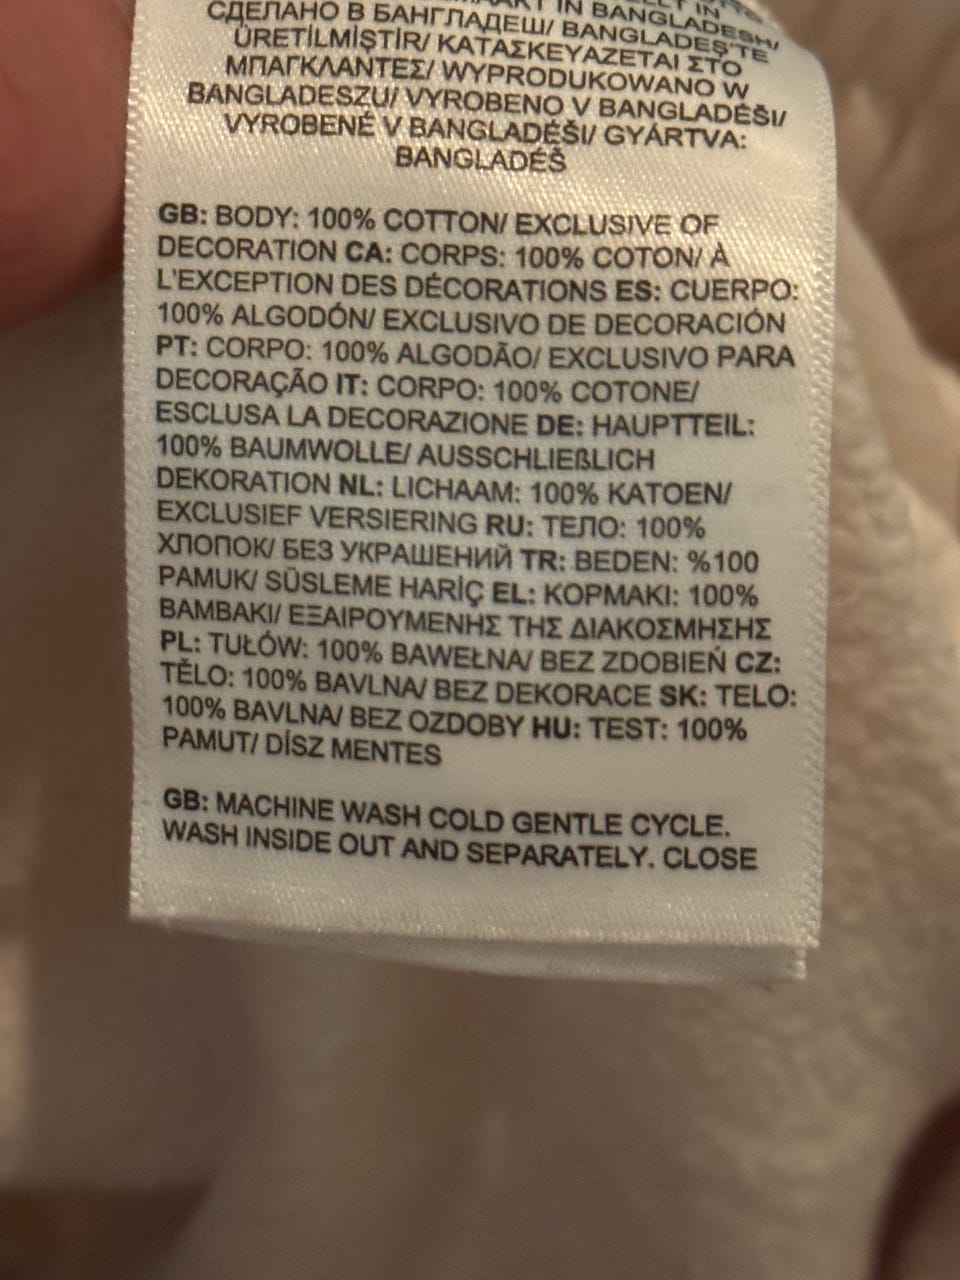 IN BANGLADESH/
СДЕЛАНО В БАНГЛАДЕШ/ BANGLADEŞ'TE
ÜRETİLMİŞTİR/ ΚΑΤΑΣΚΕΥΑΖΕΤΑΙ ΣΤΟ
ΜΠΑΓΚΛΑΝΤΕΣ/ WYPRODUKOWANO W
BANGLADESZU/ VYROBENO V BANGLADÉŠI/
VYROBENÉ V BANGLADÉŠI/ GYÁRTVA:
BANGLADÉŠ
GB: BODY: 100% COTTON/ EXCLUSIVE OF
DECORATION CA: CORPS: 100% COTON/ À
L'EXCEPTION DES DÉCORATIONS ES: CUERPO:
100% ALGODÓN/ EXCLUSIVO DE DECORACIÓN
PT: CORPO: 100% ALGODÃO/ EXCLUSIVO PARA
DECORAÇÃO IT: CORPO: 100% COTONE/
ESCLUSA LA DECORAZIONE DE: HAUPTTEIL:
100% BAUMWOLLE/ AUSSCHLIEßLICH
DEKORATION NL: LICHAAM: 100% KATOEN/
EXCLUSIEF VERSIERING RU: ТЕЛО: 100%
ХЛОПОК/ БЕЗ УКРАШЕНИЙ TR: BEDEN: %100
PAMUK/ SÜSLEME HARİÇ EL: ΚΟΡΜΑΚΙ: 100%
ΒΑΜΒΑΚΙ/ ΕΞΑΙΡΟΥΜΕΝΗΣ ΤΗΣ ΔΙΑΚΟΣΜΗΣΗΣ
PL: TUŁÓW: 100% BAWEŁNA/ BEZ ZDOBIEŃ CZ:
TĚLO: 100% BAVLNA/ BEZ DEKORACE SK: TELO:
100% BAVLNA/ BEZ OZDOBY HU: TEST: 100%
PAMUT/ DÍSZ MENTES
GB: MACHINE WASH COLD GENTLE CYCLE.
WASH INSIDE OUT AND SEPARATELY. CLOSE